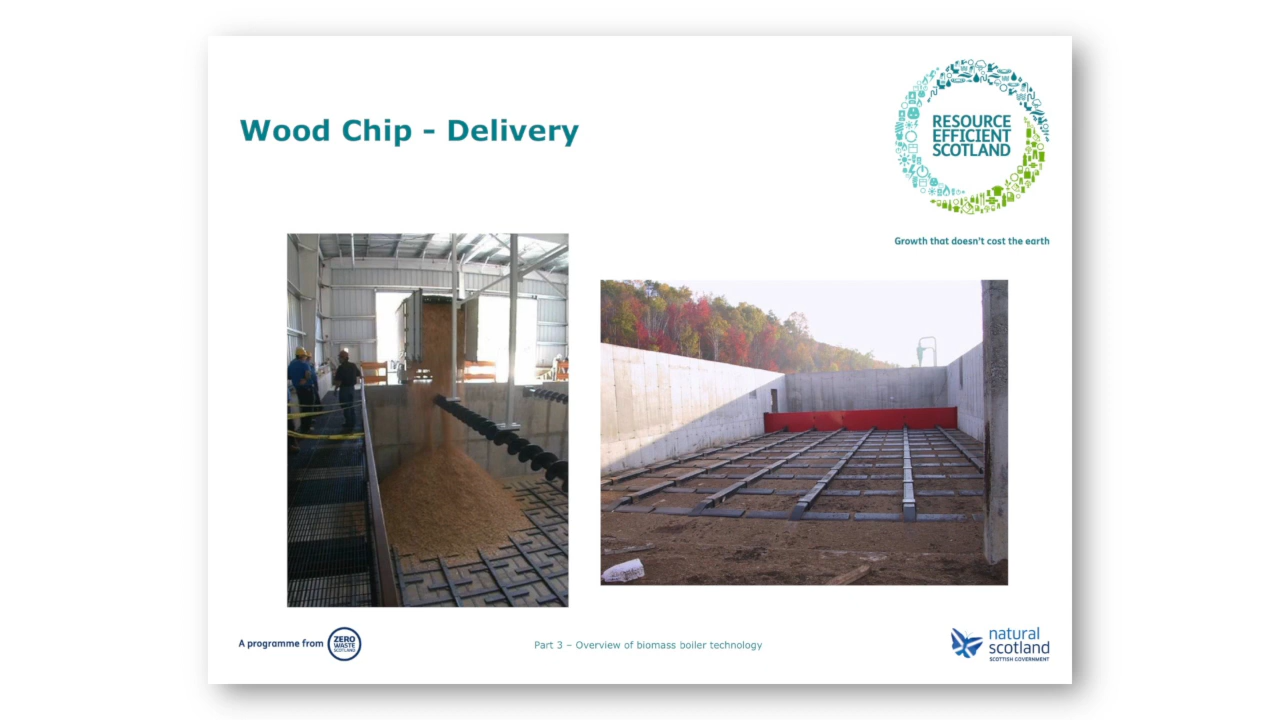 Wood Chip - Delivery
RESOURCE
EFFICIENT
SCOTLAND
Growth that doesn't cost the earth
A programme from
ZERO
WASTE
SCOTLAND
Part 3 – Overview of biomass boiler technology
natural
scotland
SCOTTISH GOVERNMENT